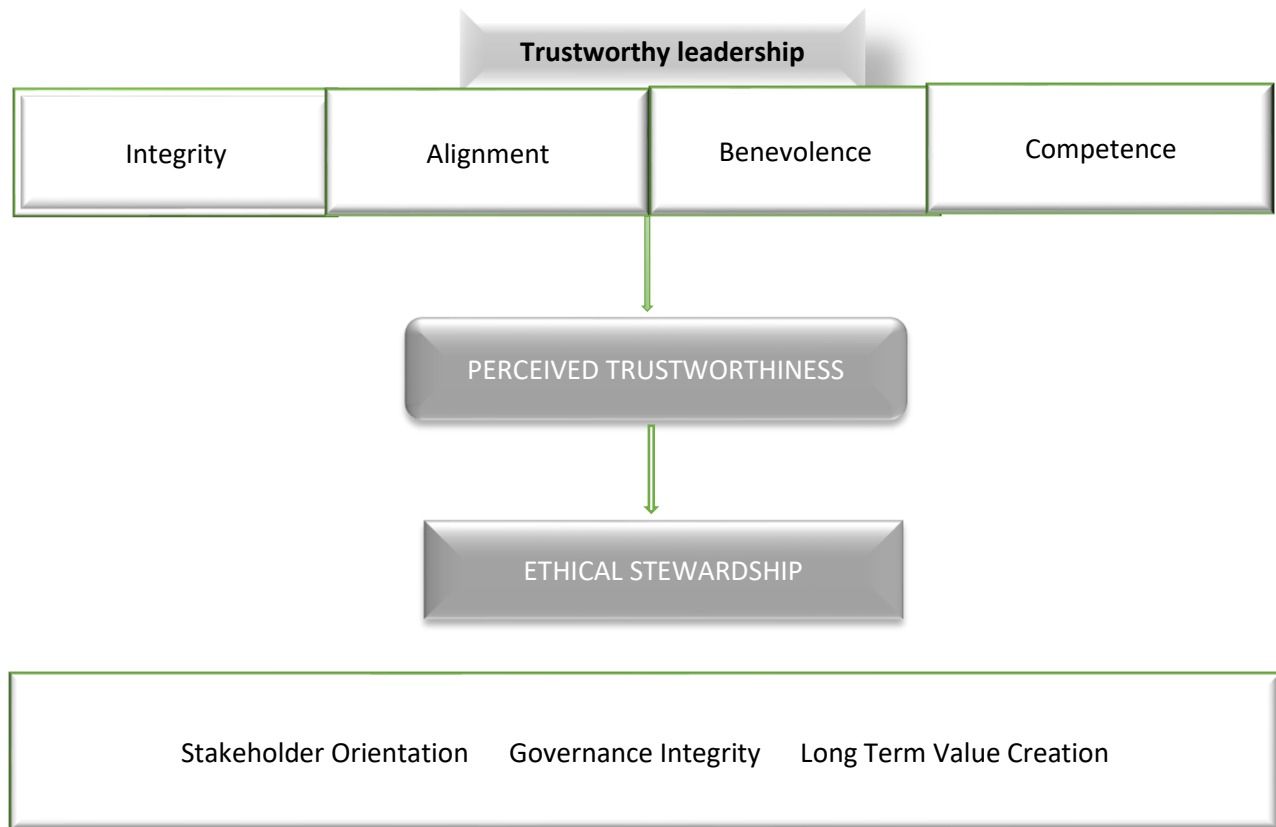 Trustworthy leadership
Integrity
Alignment
Benevolence
Competence
PERCEIVED TRUSTWORTHINESS
ETHICAL STEWARDSHIP
Stakeholder Orientation Governance Integrity Long Term Value Creation